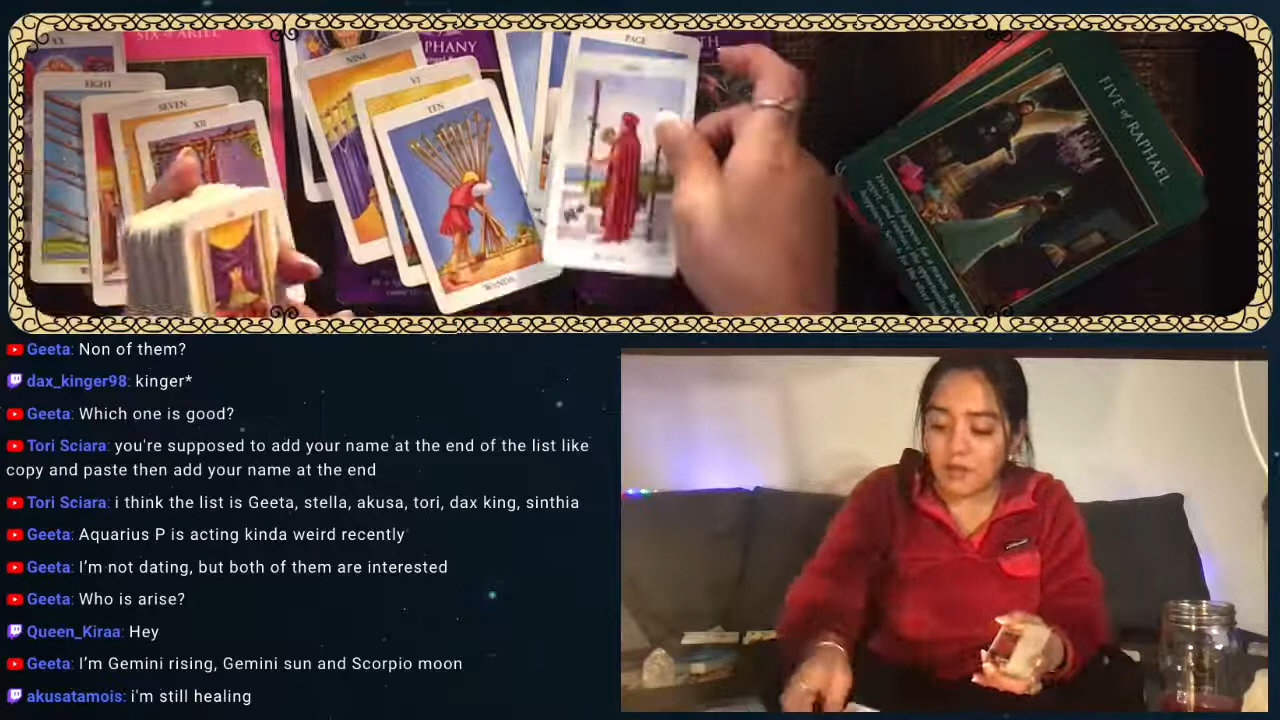 SIX OF ARIEL
EIGHT
SEVEN
XII
NINE
VI
TEN
WANDS
PAGE
FIVE of RAPHAEL
Geeta: Non of them?
dax_kinger98: kinger*
Geeta: Which one is good?
Tori Sciara: you're supposed to add your name at the end of the list like
copy and paste then add your name at the end
Tori Sciara: i think the list is Geeta, stella, akusa, tori, dax king, sinthia
Geeta: Aquarius P is acting kinda weird recently
Geeta: I’m not dating, but both of them are interested
Geeta: Who is arise?
Queen_Kiraa: Hey
Geeta: I’m Gemini rising, Gemini sun and Scorpio moon
akusatamois: i'm still healing